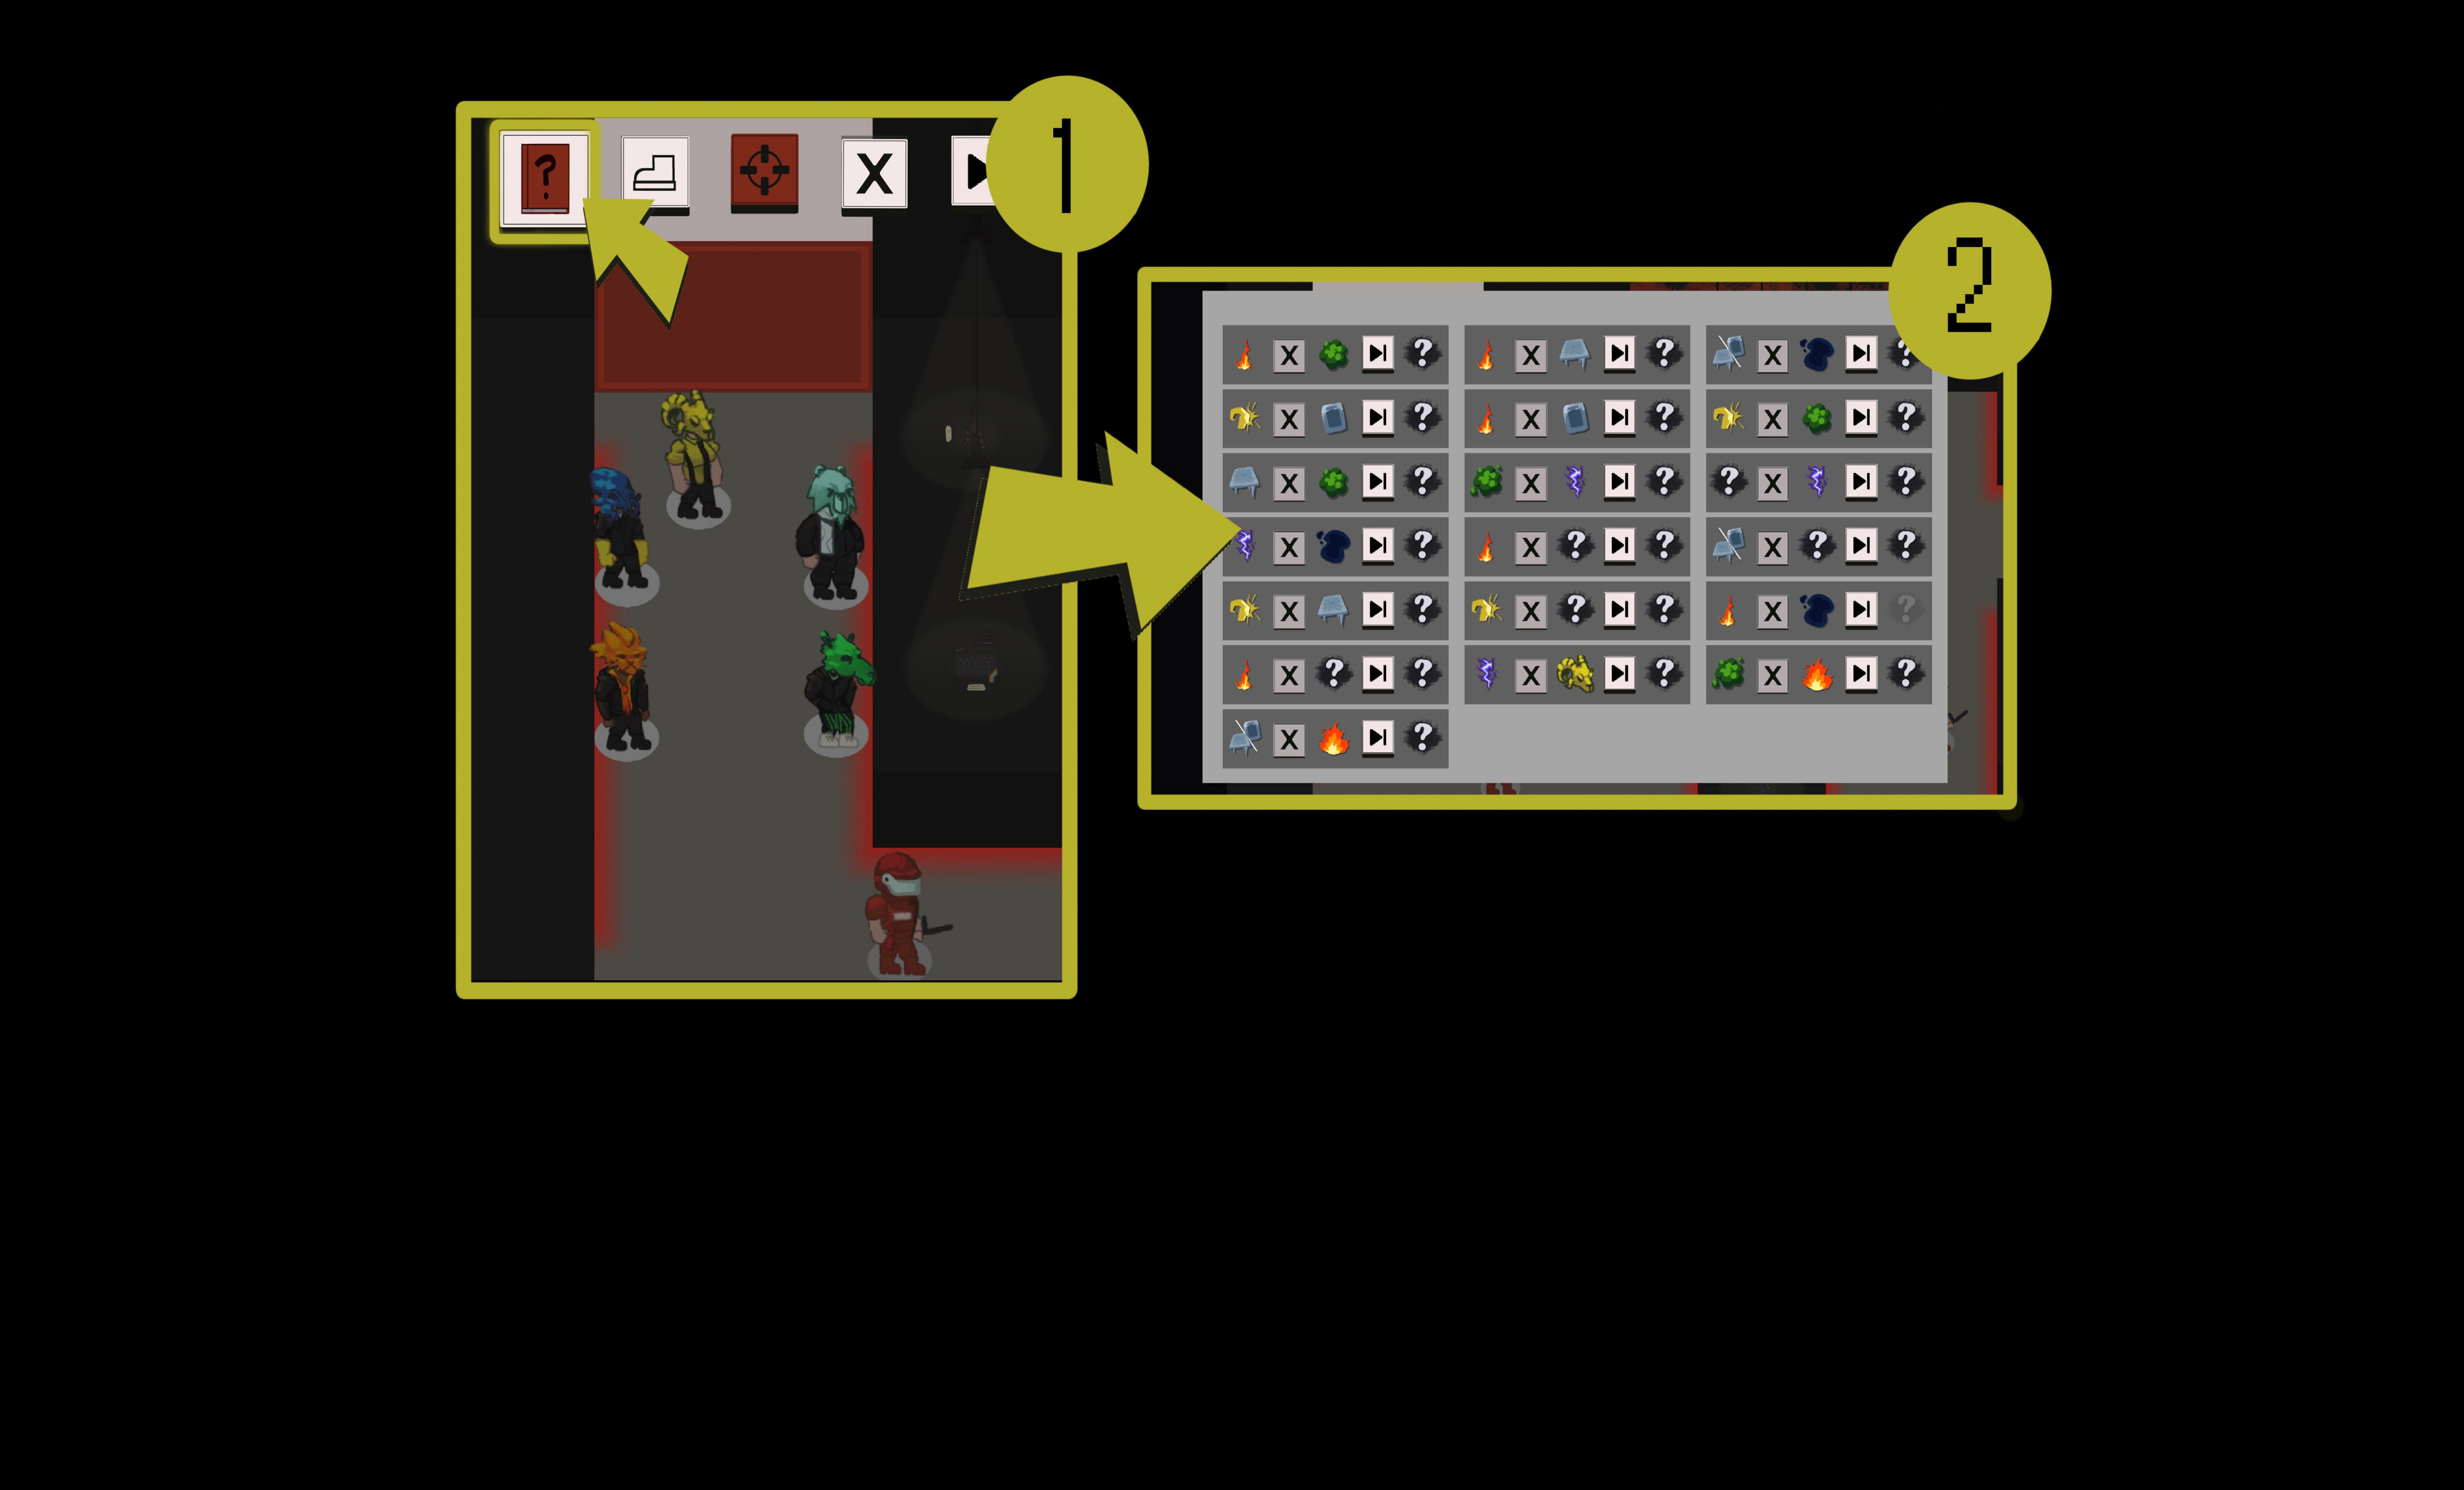 ? X
1
2
X ? X ? X ?
X ? X ? X ?
X ? X ? ? X ?
X ? X ? ? X ? ?
X ? X ? ? X ?
X ? ? X ? X ?
X ?